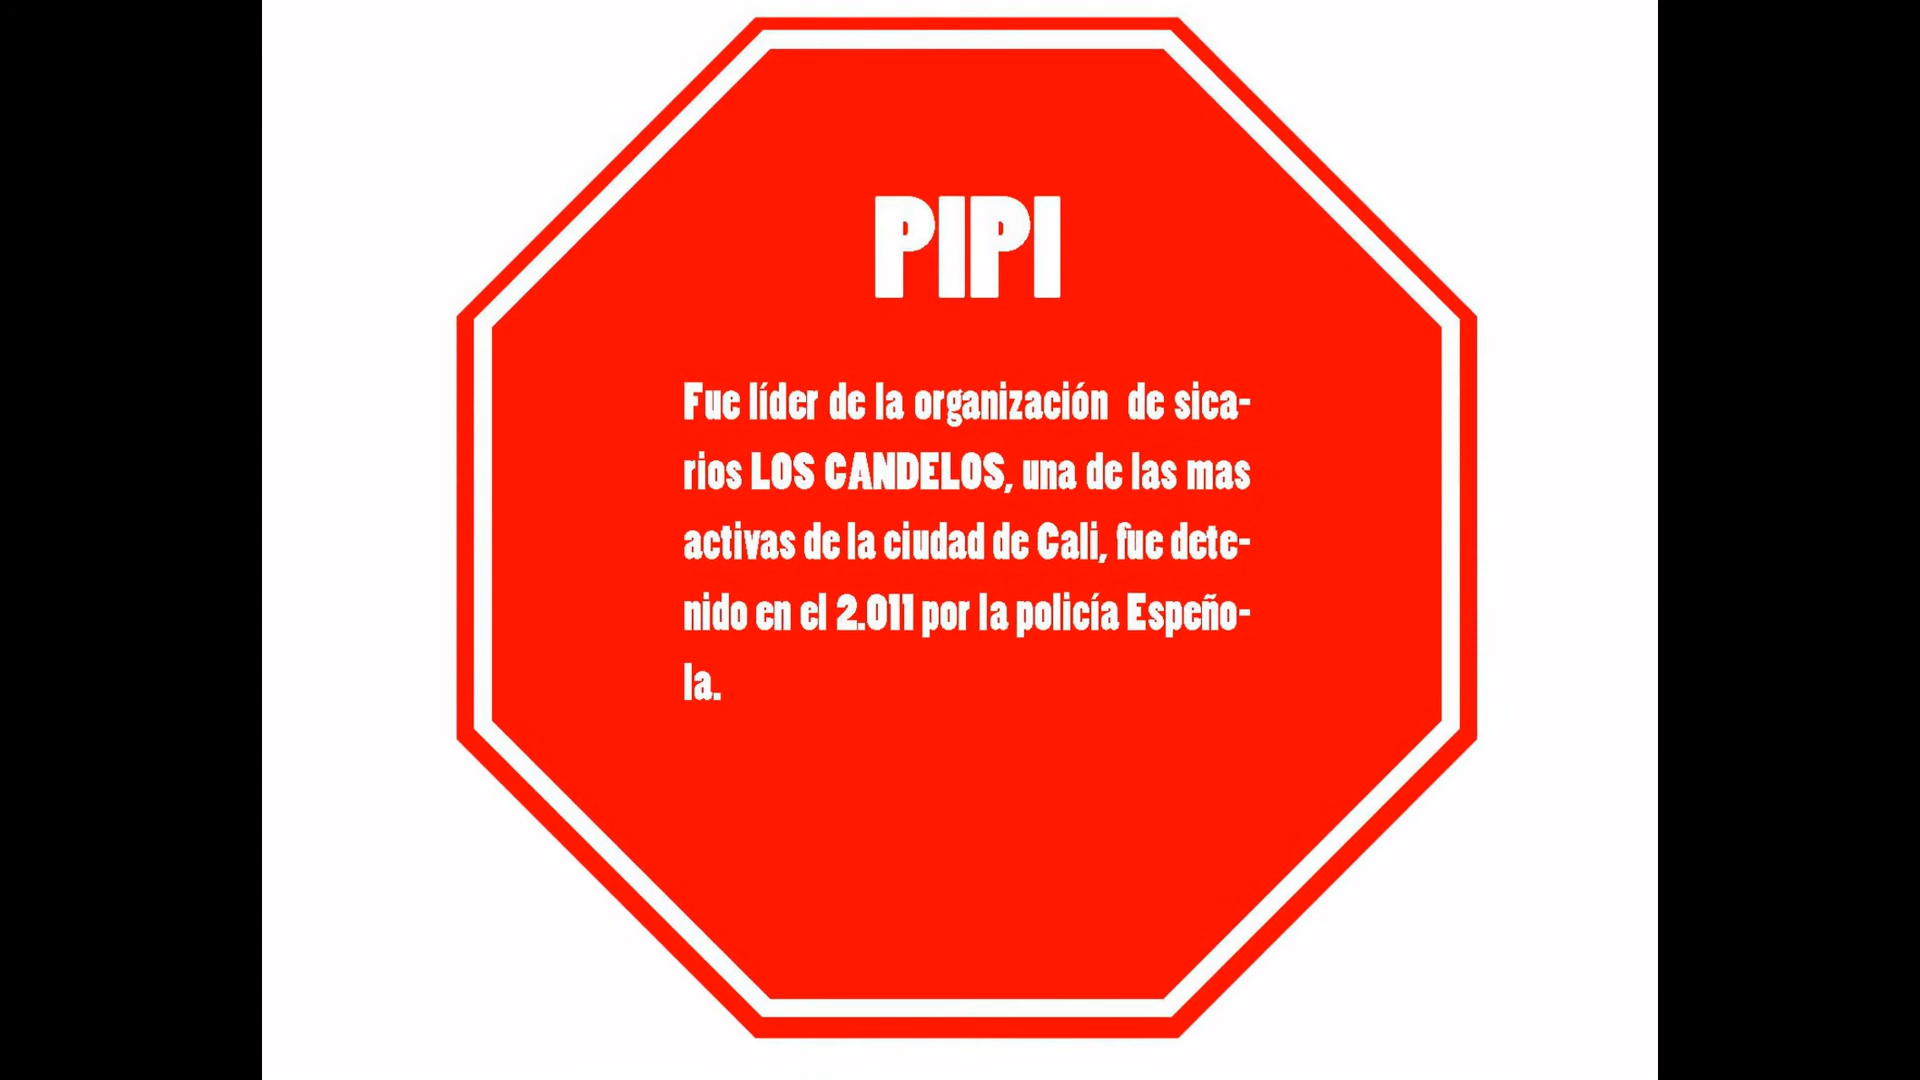 PIPI
Fue líder de la organización de sica-
rios LOS CANDELOS, una de las mas
activas de la ciudad de Cali, fue dete-
nido en el 2.011 por la policía Espeño-
la.